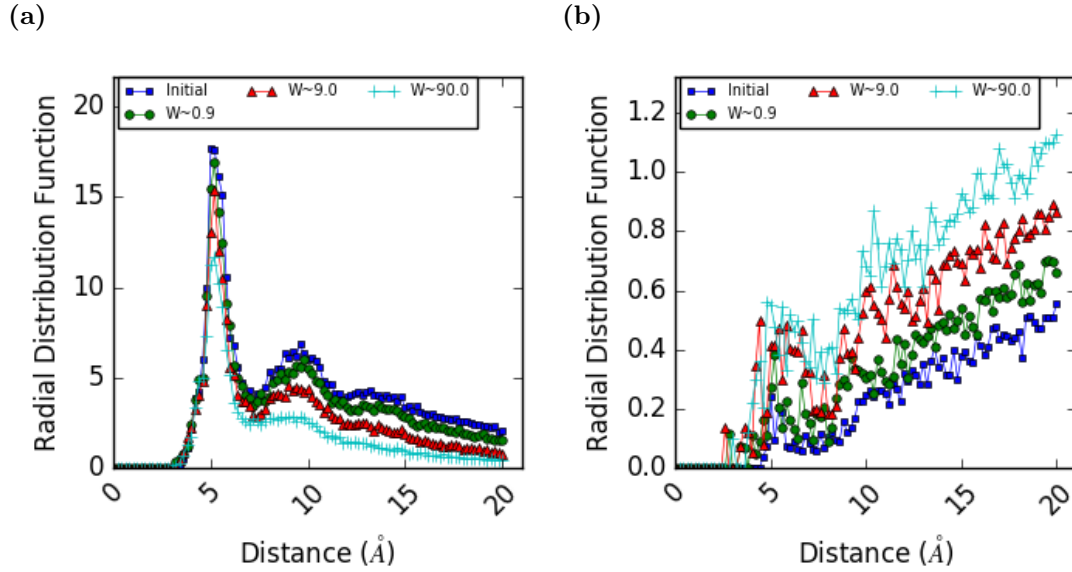 (a)
Initial
W~0.9
W~9.0
W~90.0
Radial Distribution Function
20
15
10
5
0
0
5
10
15
20
Distance (Å)
(b)
Initial
W~0.9
W~9.0
W~90.0
Radial Distribution Function
1.2
1.0
0.8
0.6
0.4
0.2
0.0
0
5
10
15
20
Distance (Å)